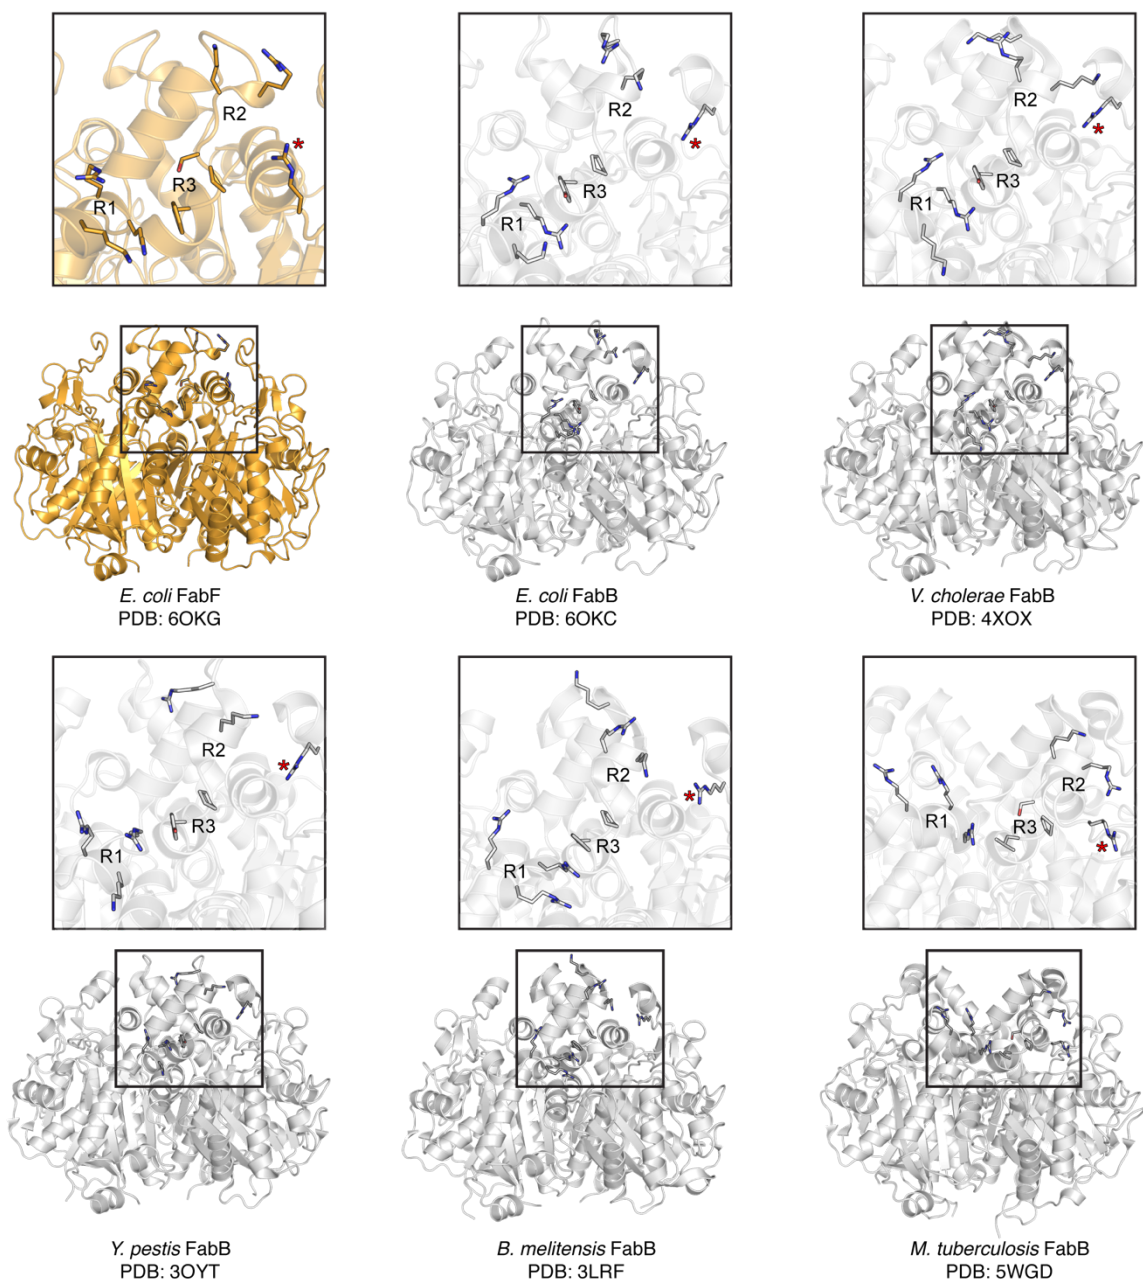 R2
*
R3
R1
R2
*
R3
R1
R2
*
R3
R1
E. coli FabF
PDB: 6OKG
E. coli FabB
PDB: 6OKC
V. cholerae FabB
PDB: 4XOX
R2
*
R3
R1
R2
*
R3
R1
R2
R1
R3
*
Y. pestis FabB
PDB: 3OYT
B. melitensis FabB
PDB: 3LRF
M. tuberculosis FabB
PDB: 5WGD